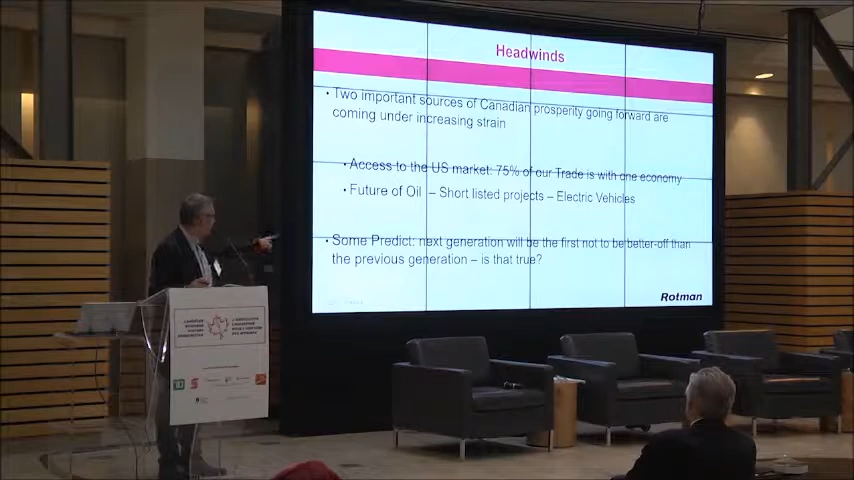 Headwinds
• Two important sources of Canadian prosperity going forward are
coming under increasing strain
• Access to the US market: 75% of our Trade is with one economy
• Future of Oil – Short listed projects – Electric Vehicles
• Some Predict: next generation will be the first not to be better-off than
the previous generation – is that true?
Rotman